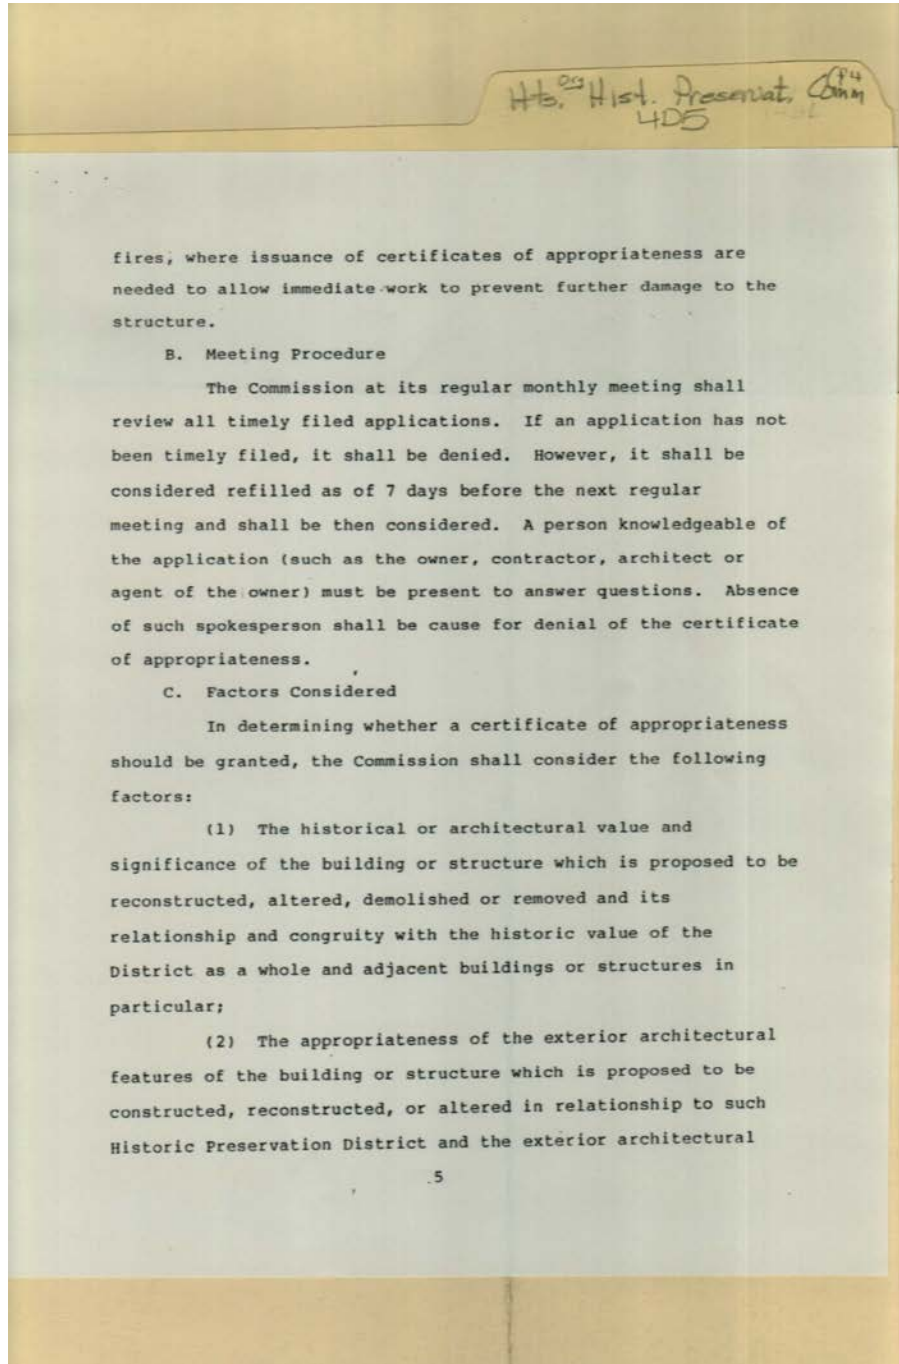 Hts. Org Hist. Preservat. Comm
4D5
fires, where issuance of certificates of appropriateness are
needed to allow immediate work to prevent further damage to the
structure.
B. Meeting Procedure
The Commission at its regular monthly meeting shall
review all timely filed applications. If an application has not
been timely filed, it shall be denied. However, it shall be
considered refilled as of 7 days before the next regular
meeting and shall be then considered. A person knowledgeable of
the application (such as the owner, contractor, architect or
agent of the owner) must be present to answer questions. Absence
of such spokesperson shall be cause for denial of the certificate
of appropriateness.
C. Factors Considered
In determining whether a certificate of appropriateness
should be granted, the Commission shall consider the following
factors:
(1) The historical or architectural value and
significance of the building or structure which is proposed to be
reconstructed, altered, demolished or removed and its
relationship and congruity with the historic value of the
District as a whole and adjacent buildings or structures in
particular;
(2) The appropriateness of the exterior architectural
features of the building or structure which is proposed to be
constructed, reconstructed, or altered in relationship to such
Historic Preservation District and the exterior architectural
5